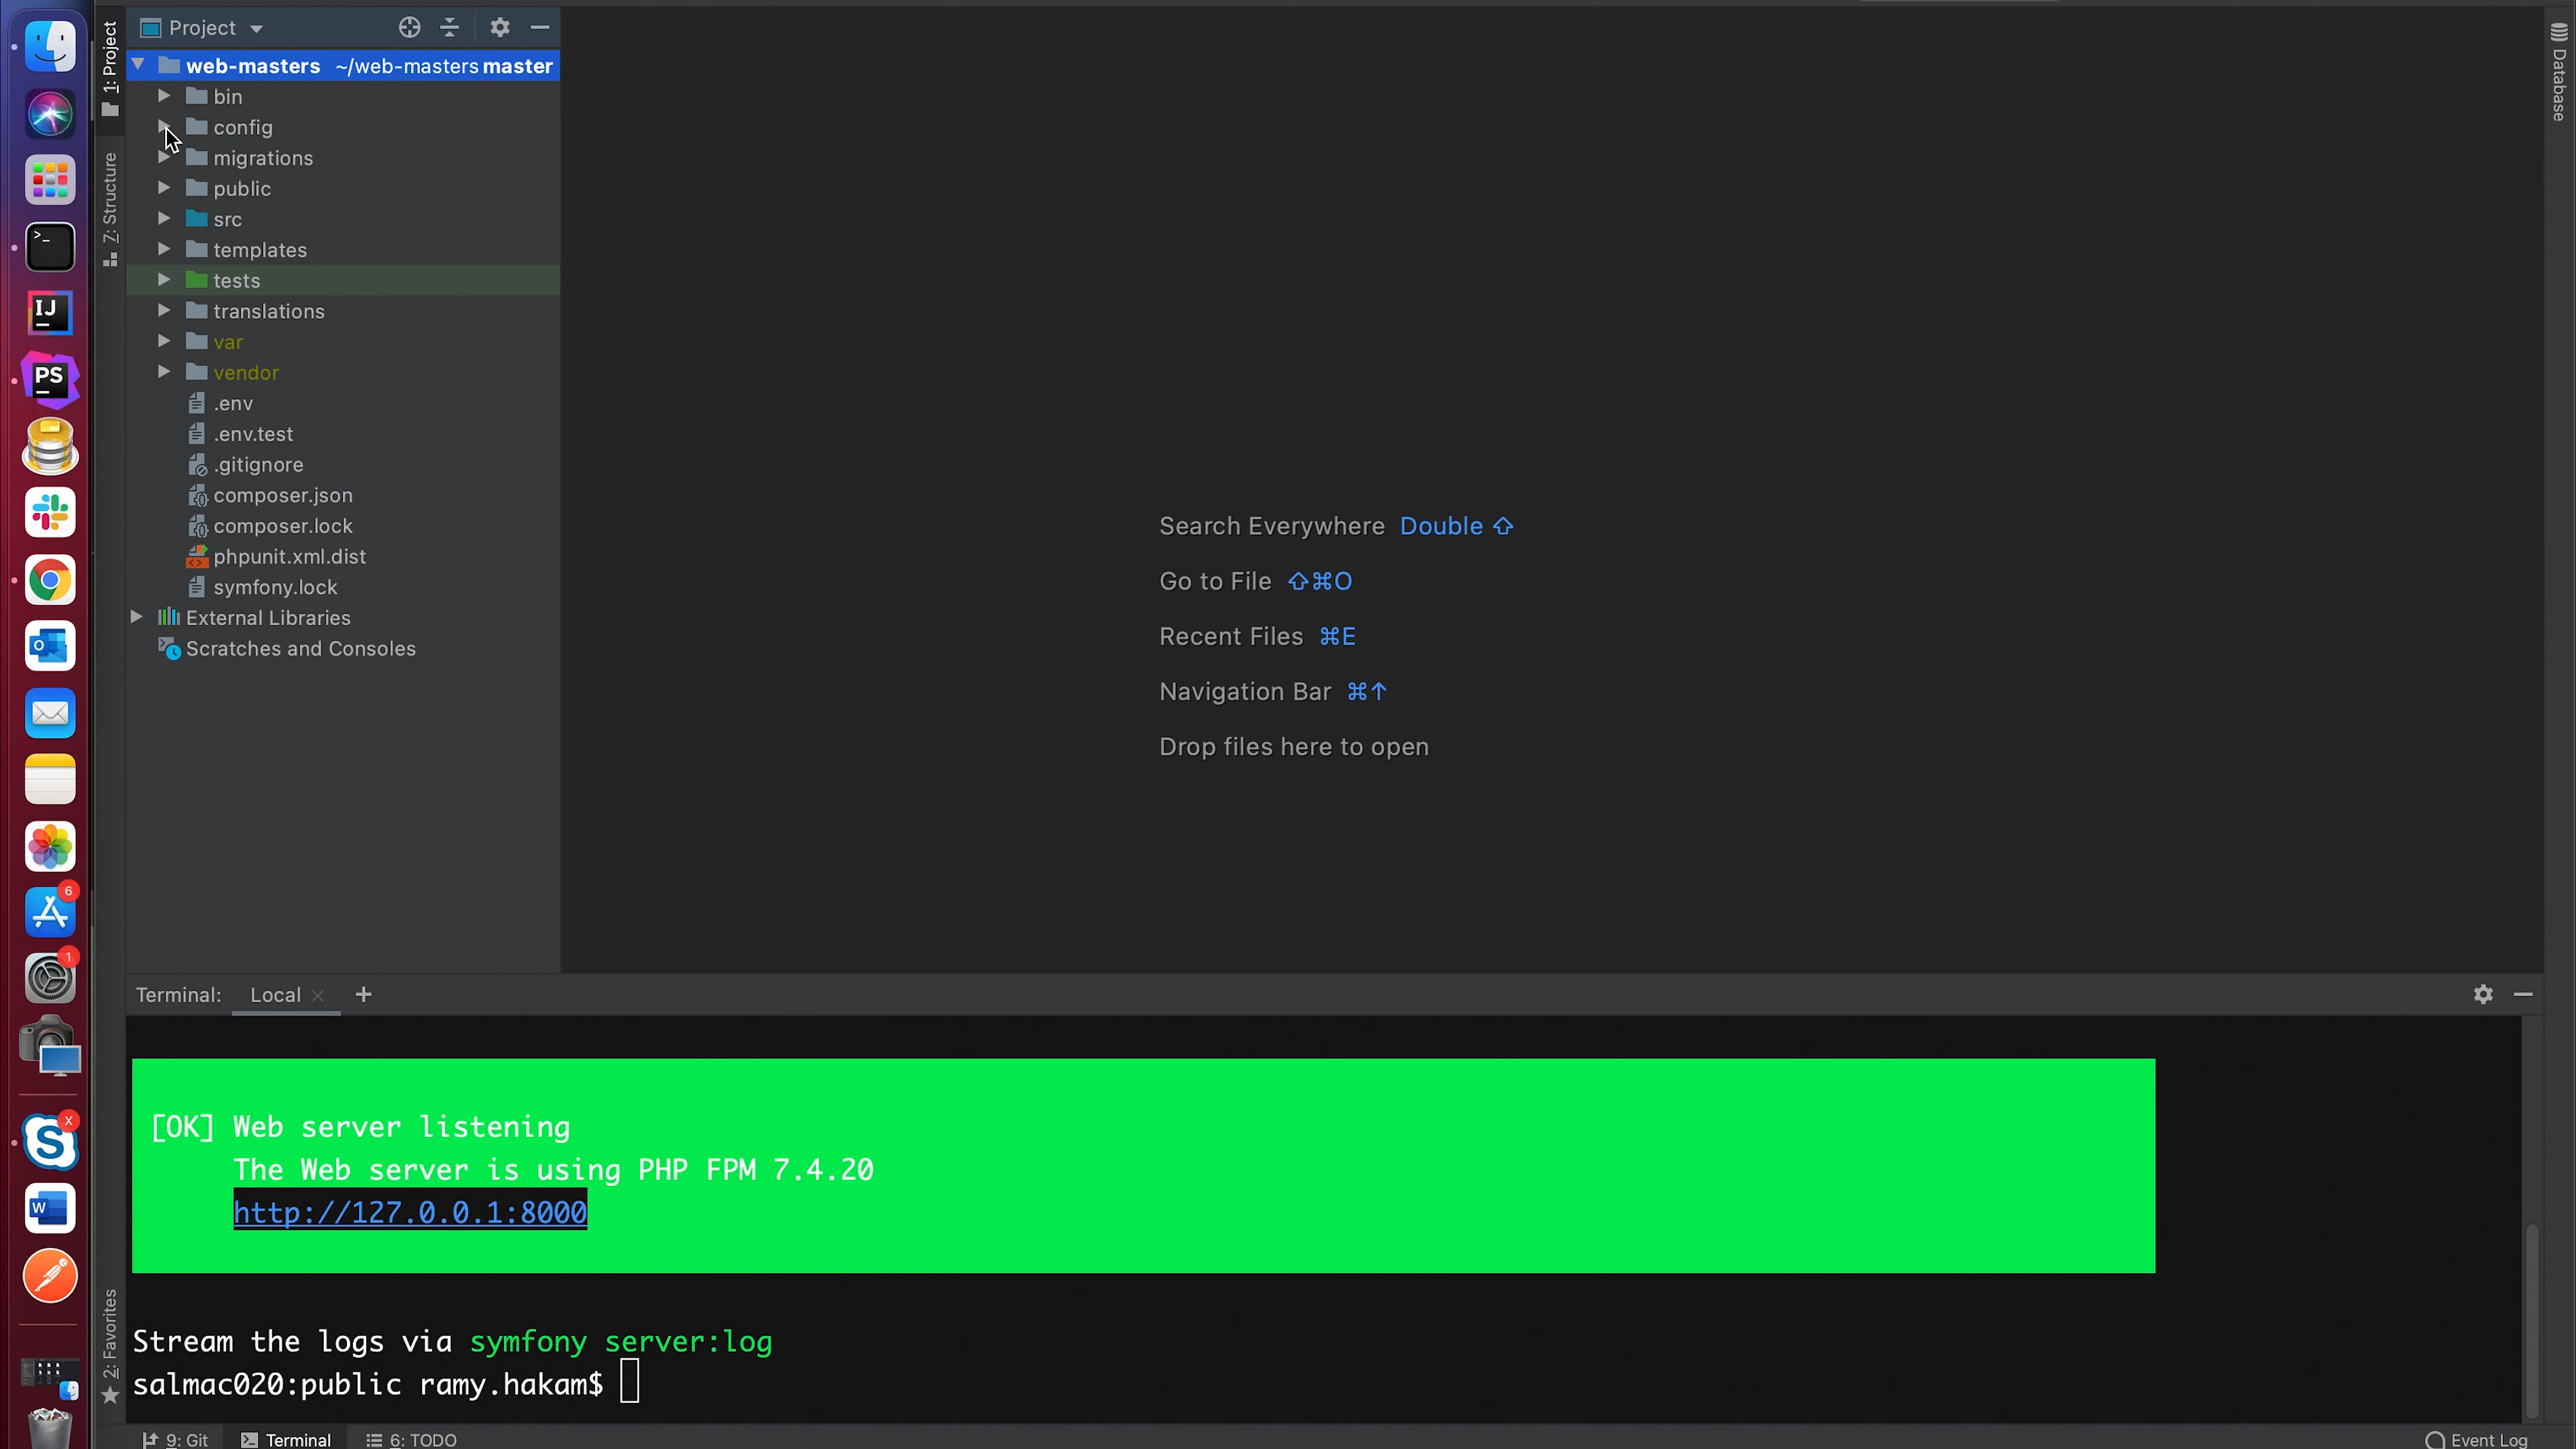 Project
web-masters ~/web-masters master
bin
config
migrations
public
src
templates
tests
translations
var
vendor
.env
.env.test
.gitignore
composer.json
composer.lock
phpunit.xml.dist
symfony.lock
External Libraries
Scratches and Consoles
1: Project
7: Structure
2: Favorites
Database
IJ
PS
6
1
X
S
W
>_
Search Everywhere Double ⇧
Go to File ⇧⌘O
Recent Files ⌘E
Navigation Bar ⌘↑
Drop files here to open
Terminal: Local × +
[OK] Web server listening
The Web server is using PHP FPM 7.4.20
http://127.0.0.1:8000
Stream the logs via symfony server:log
salmac020:public ramy.hakam$
9: Git Terminal 6: TODO Event Log